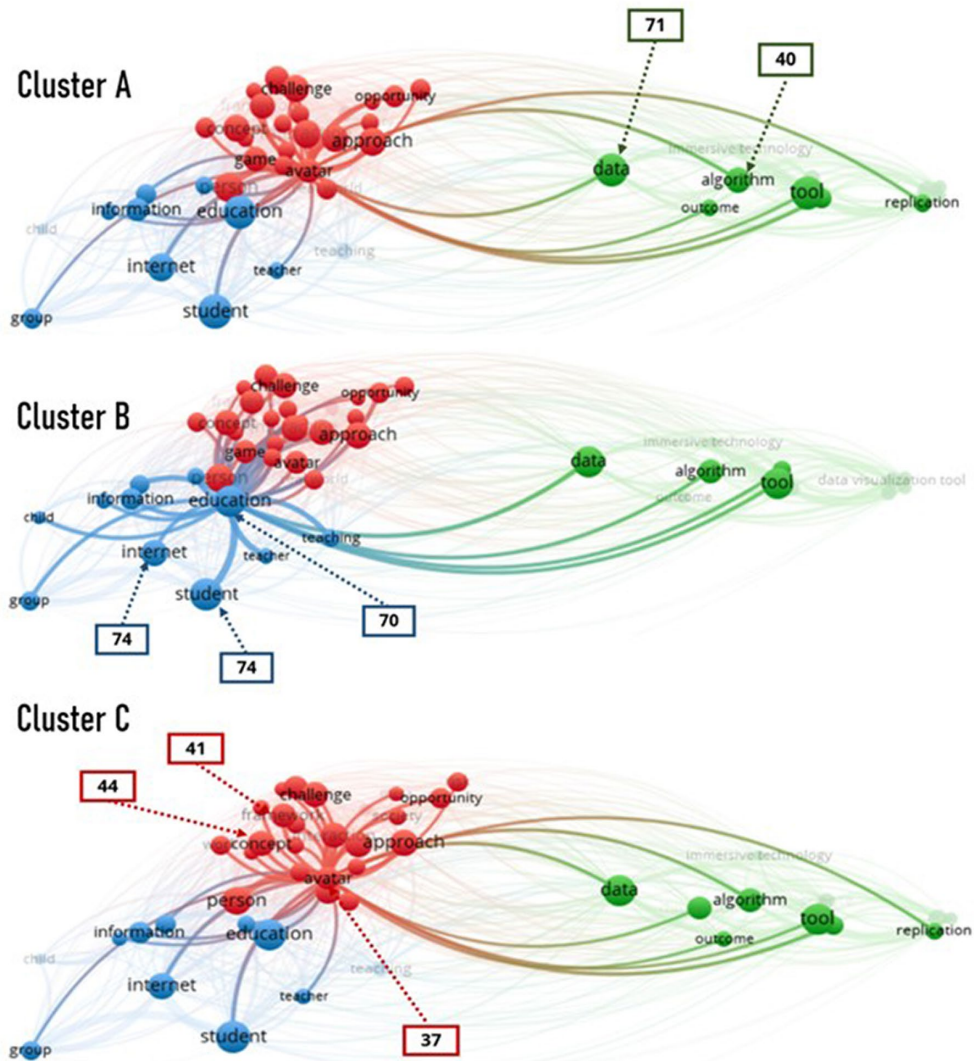 71
40
Cluster A
challenge
opportunity
concept
approach
game
avatar
immersive technology
data
algorithm
tool
person
world
information
education
outcome
replication
child
teaching
internet
teacher
student
group
Cluster B
challenge
opportunity
concept
approach
game
avatar
immersive technology
data
algorithm
tool
data visualization tool
person
world
information
education
outcome
child
teaching
internet
teacher
group
student
74
70
74
Cluster C
41
44
challenge
opportunity
framework
society
concept
approach
immersive technology
avatar
data
algorithm
person
tool
information
education
outcome
replication
child
teaching
internet
teacher
student
group
37